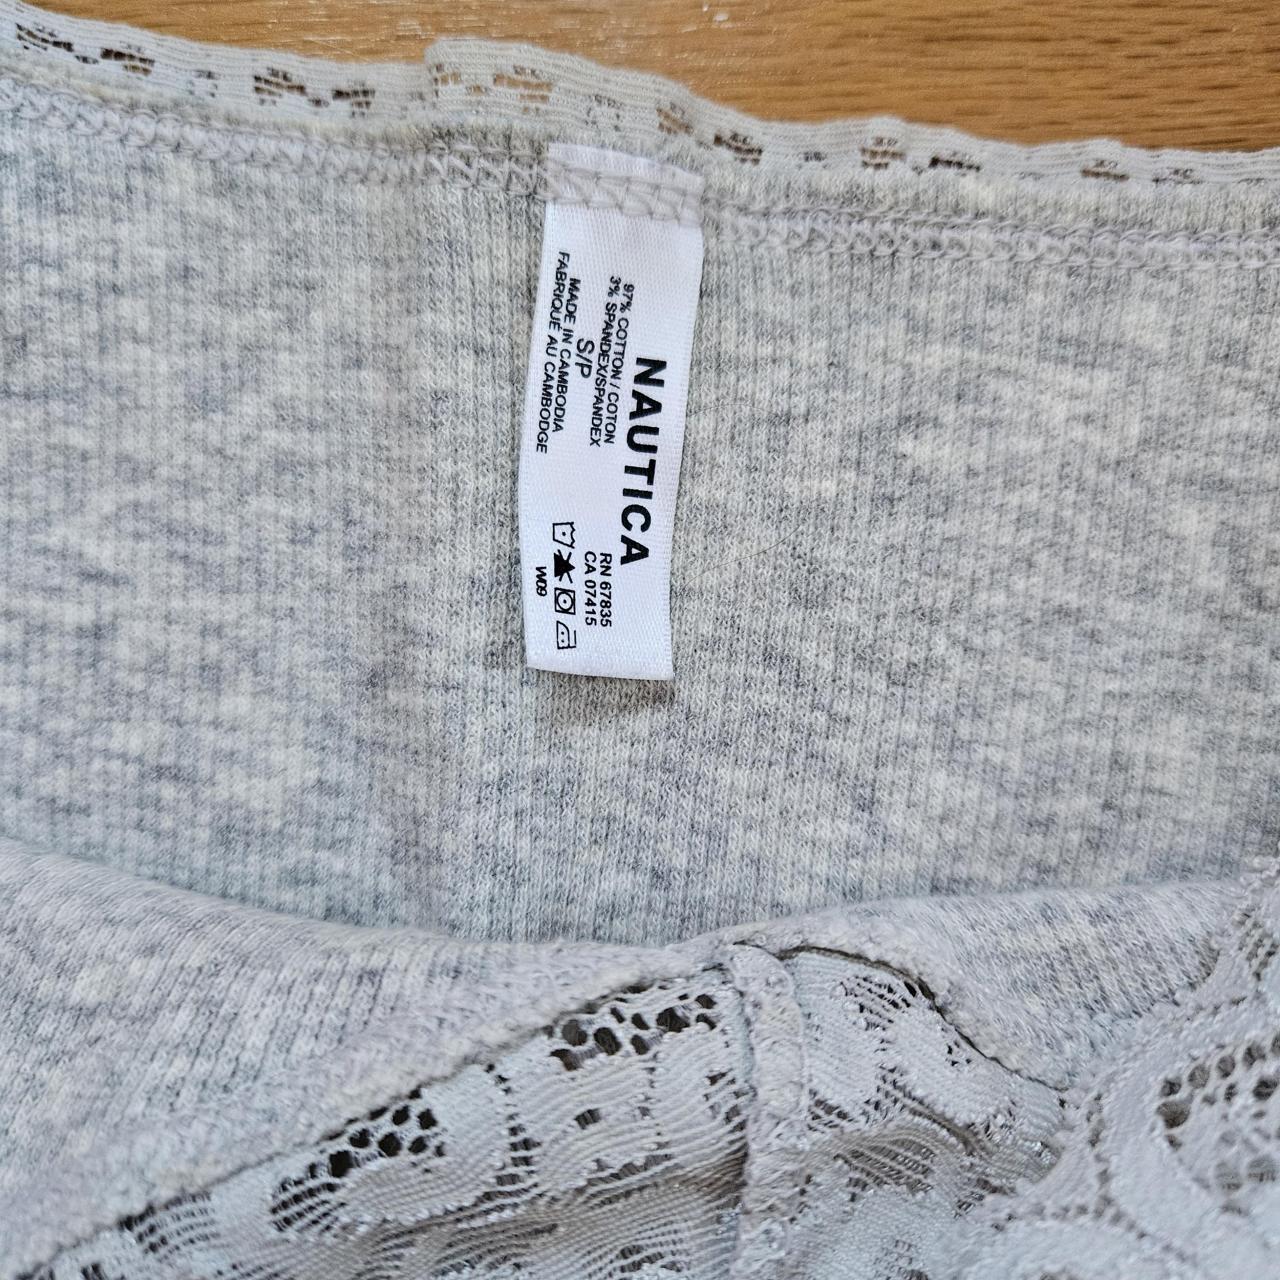 NAUTICA
97% COTTON / COTON
3% SPANDEX/SPANDEX
S/P
MADE IN CAMBODIA
FABRIQUÉ AU CAMBODGE
RN 67835
CA 07415
W09